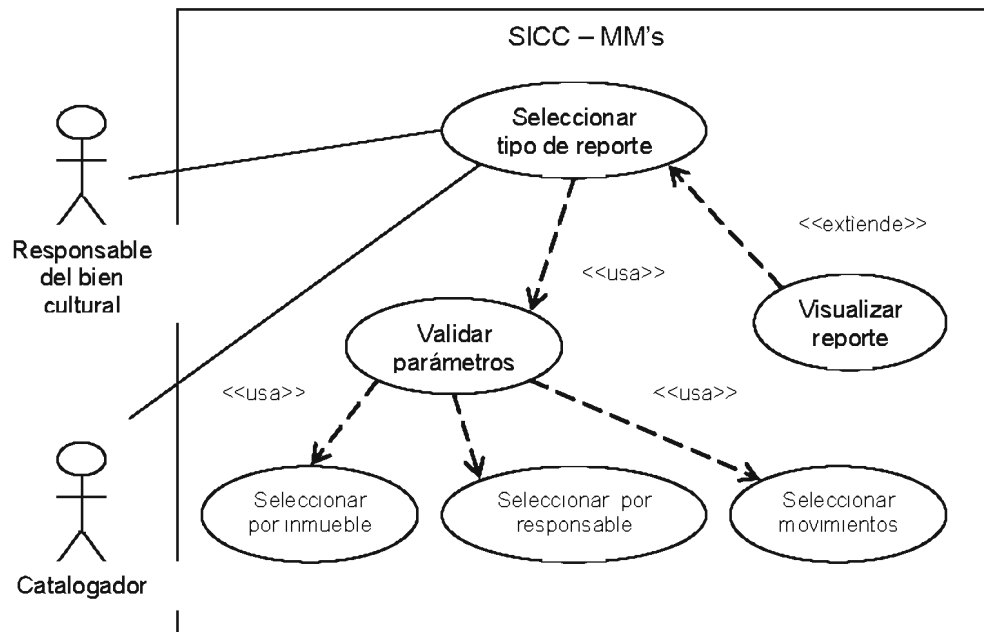 SICC – MM's
Seleccionar
tipo de reporte
Responsable
del bien
cultural
<<extiende>>
<<usa>>
Visualizar
reporte
Validar
parámetros
<<usa>>
<<usa>>
Seleccionar
por inmueble
Seleccionar por
responsable
Seleccionar
movimientos
Catalogador